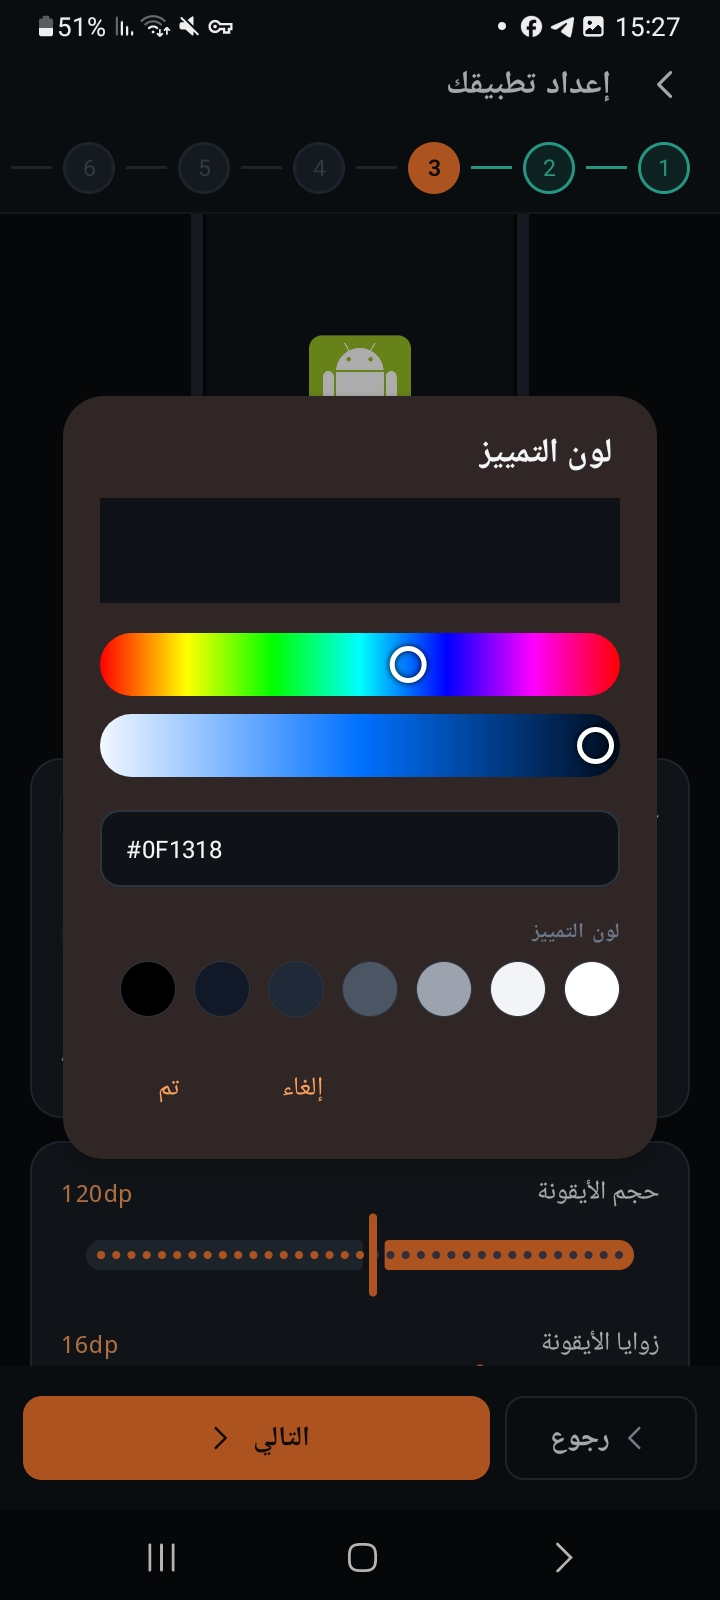 51% 15:27
إعداد تطبيقك
1 2 3 4 5 6
لون التمييز
#0F1318
لون التمييز
إلغاء تم
حجم الأيقونة 120dp
زوايا الأيقونة 16dp
رجوع التالي